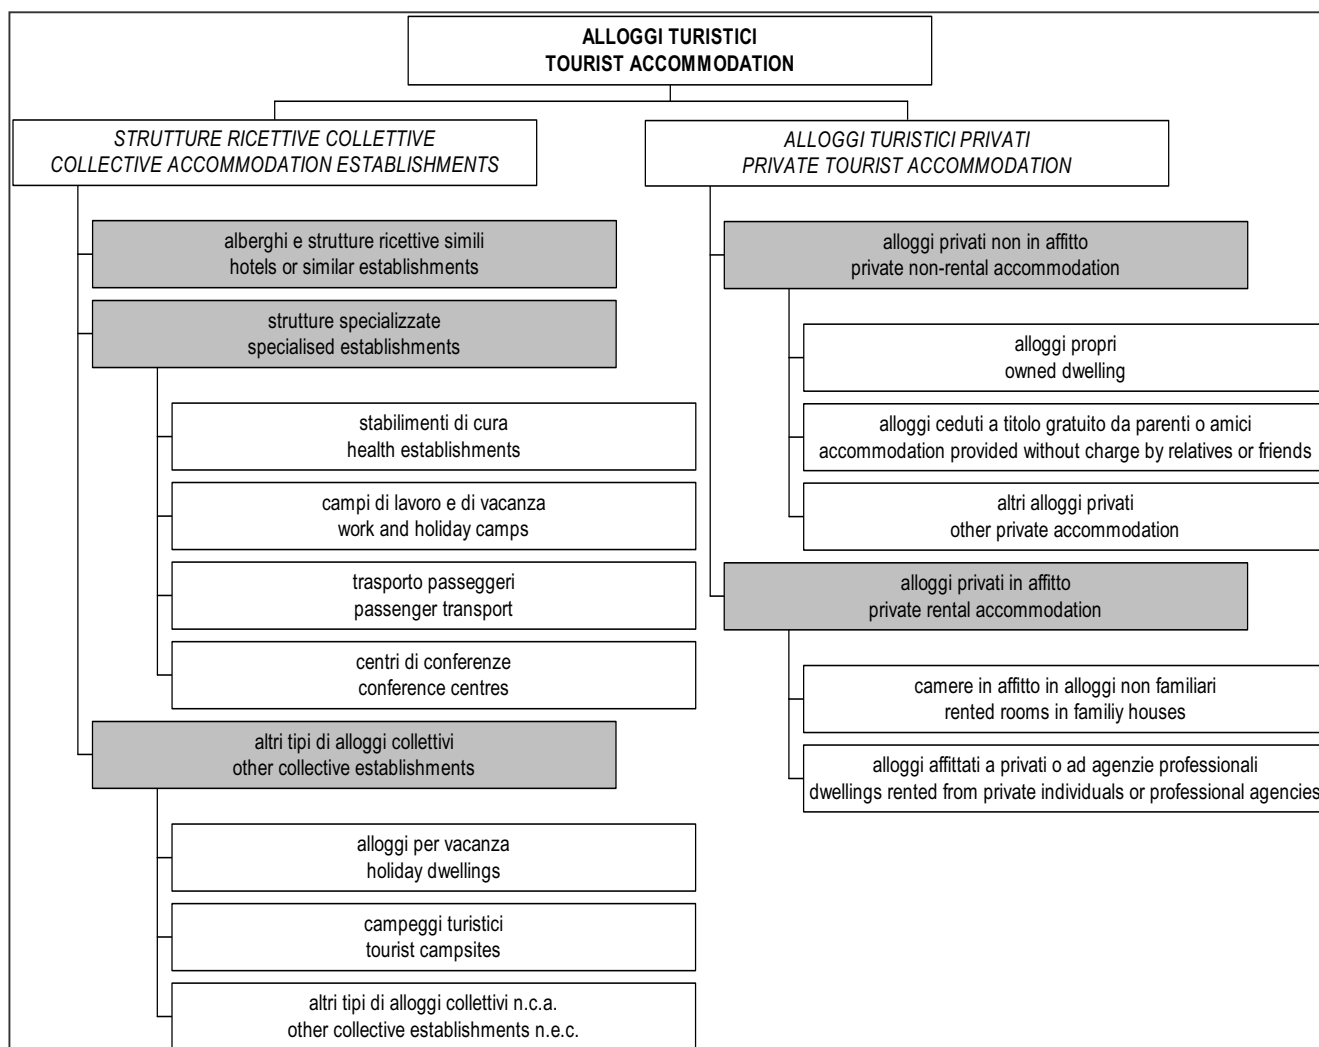 ALLOGGI TURISTICI
TOURIST ACCOMMODATION
STRUTTURE RICETTIVE COLLETTIVE
COLLECTIVE ACCOMMODATION ESTABLISHMENTS
alberghi e strutture ricettive simili
hotels or similar establishments
strutture specializzate
specialised establishments
stabilimenti di cura
health establishments
campi di lavoro e di vacanza
work and holiday camps
trasporto passeggeri
passenger transport
centri di conferenze
conference centres
altri tipi di alloggi collettivi
other collective establishments
alloggi per vacanza
holiday dwellings
campeggi turistici
tourist campsites
altri tipi di alloggi collettivi n.c.a.
other collective establishments n.e.c.
ALLOGGI TURISTICI PRIVATI
PRIVATE TOURIST ACCOMMODATION
alloggi privati non in affitto
private non-rental accommodation
alloggi propri
owned dwelling
alloggi ceduti a titolo gratuito da parenti o amici
accommodation provided without charge by relatives or friends
altri alloggi privati
other private accommodation
alloggi privati in affitto
private rental accommodation
camere in affitto in alloggi non familiari
rented rooms in familiy houses
alloggi affittati a privati o ad agenzie professionali
dwellings rented from private individuals or professional agencies